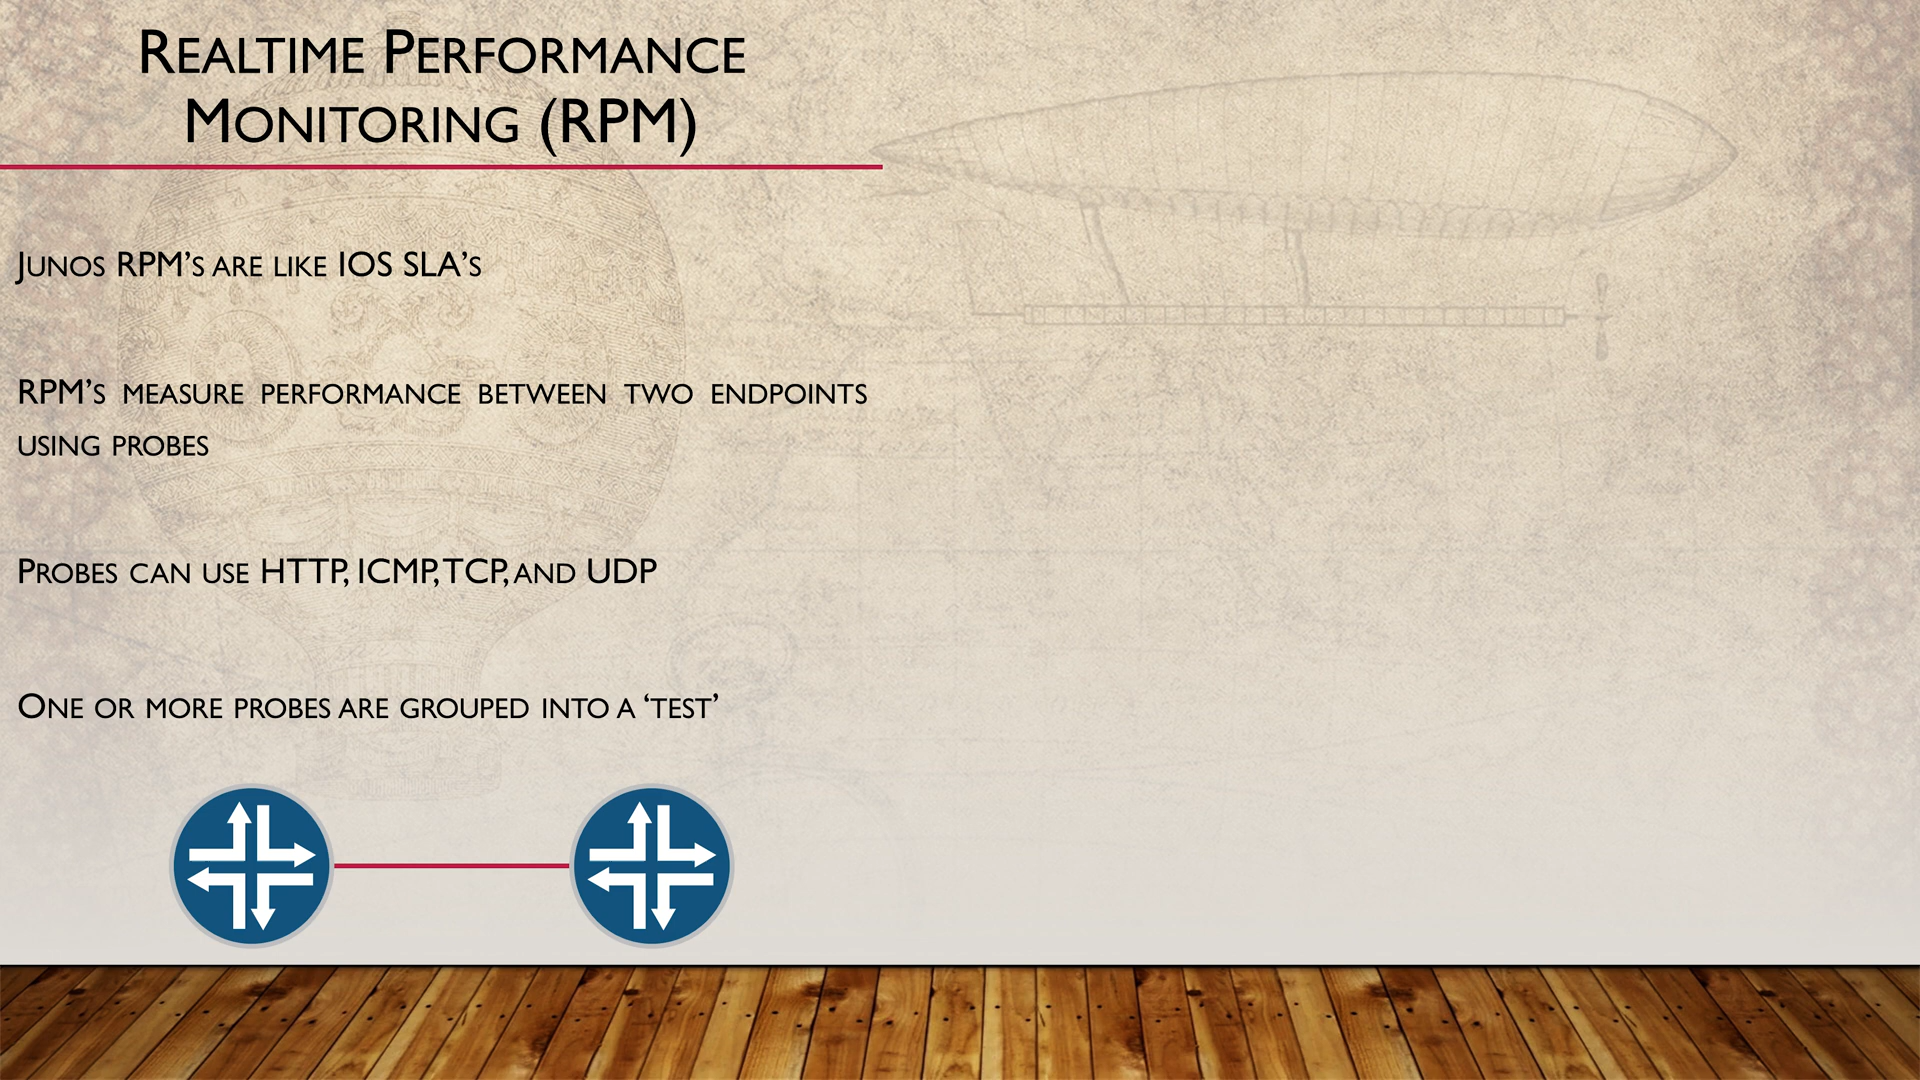 Realtime Performance
Monitoring (RPM)
Junos RPM’s are like IOS SLA’s
RPM’s measure performance between two endpoints
using probes
Probes can use HTTP, ICMP, TCP, and UDP
One or more probes are grouped into a ‘test’